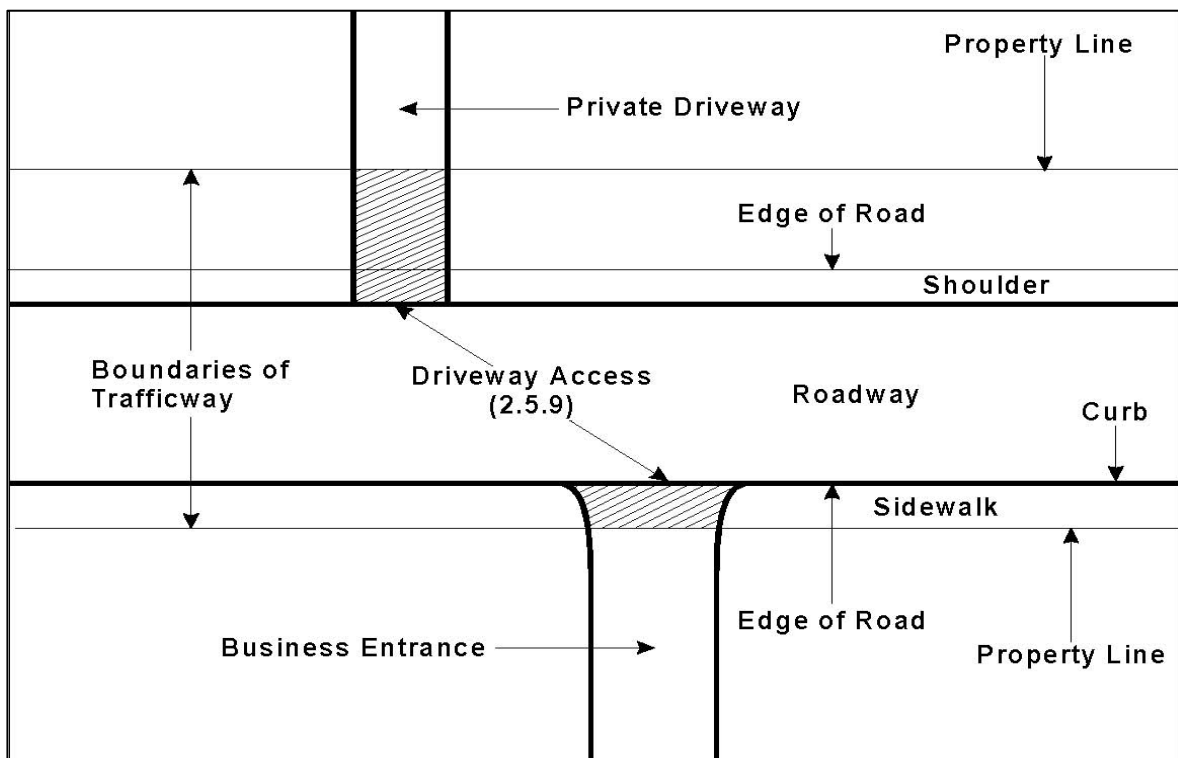 Property Line
Private Driveway
Edge of Road
Shoulder
Boundaries of
Trafficway
Driveway Access
(2.5.9)
Roadway
Curb
Sidewalk
Edge of Road
Business Entrance
Property Line